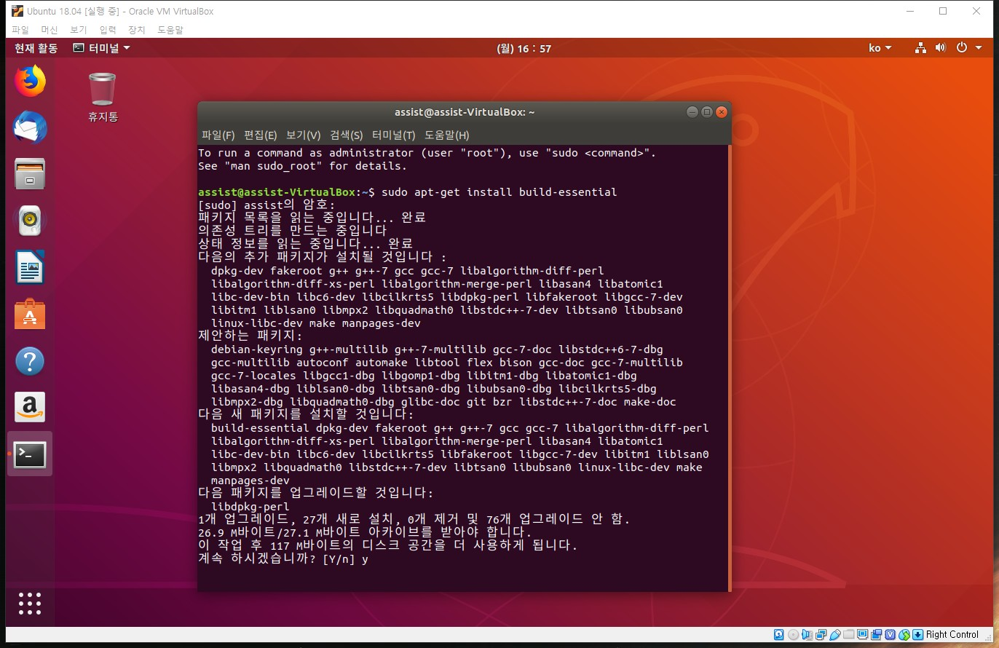 Ubuntu 18.04 [실행 중] - Oracle VM VirtualBox
파일 머신 보기 입력 장치 도움말
현재 활동 터미널 (월) 16 : 57 ko
휴지통
assist@assist-VirtualBox: ~
파일(F) 편집(E) 보기(V) 검색(S) 터미널(T) 도움말(H)
To run a command as administrator (user "root"), use "sudo <command>".
See "man sudo_root" for details.
assist@assist-VirtualBox:~$ sudo apt-get install build-essential
[sudo] assist의 암호:
패키지 목록을 읽는 중입니다... 완료
의존성 트리를 만드는 중입니다
상태 정보를 읽는 중입니다... 완료
다음의 추가 패키지가 설치될 것입니다 :
dpkg-dev fakeroot g++ g++-7 gcc gcc-7 libalgorithm-diff-perl
libalgorithm-diff-xs-perl libalgorithm-merge-perl libasan4 libatomic1
libc-dev-bin libc6-dev libcilkrts5 libdpkg-perl libfakeroot libgcc-7-dev
libitm1 liblsan0 libmpx2 libquadmath0 libstdc++-7-dev libtsan0 libubsan0
linux-libc-dev make manpages-dev
제안하는 패키지:
debian-keyring g++-multilib g++-7-multilib gcc-7-doc libstdc++6-7-dbg
gcc-multilib autoconf automake libtool flex bison gcc-doc gcc-7-multilib
gcc-7-locales libgcc1-dbg libgomp1-dbg libitm1-dbg libatomic1-dbg
libasan4-dbg liblsan0-dbg libtsan0-dbg libubsan0-dbg libcilkrts5-dbg
libmpx2-dbg libquadmath0-dbg glibc-doc git bzr libstdc++-7-doc make-doc
다음 새 패키지를 설치할 것입니다:
build-essential dpkg-dev fakeroot g++ g++-7 gcc gcc-7 libalgorithm-diff-perl
libalgorithm-diff-xs-perl libalgorithm-merge-perl libasan4 libatomic1
libc-dev-bin libc6-dev libcilkrts5 libfakeroot libgcc-7-dev libitm1 liblsan0
libmpx2 libquadmath0 libstdc++-7-dev libtsan0 libubsan0 linux-libc-dev make
manpages-dev
다음 패키지를 업그레이드할 것입니다:
libdpkg-perl
1개 업그레이드, 27개 새로 설치, 0개 제거 및 76개 업그레이드 안 함.
26.9 M바이트/27.1 M바이트 아카이브를 받아야 합니다.
이 작업 후 117 M바이트의 디스크 공간을 더 사용하게 됩니다.
계속 하시겠습니까? [Y/n] y
Right Control